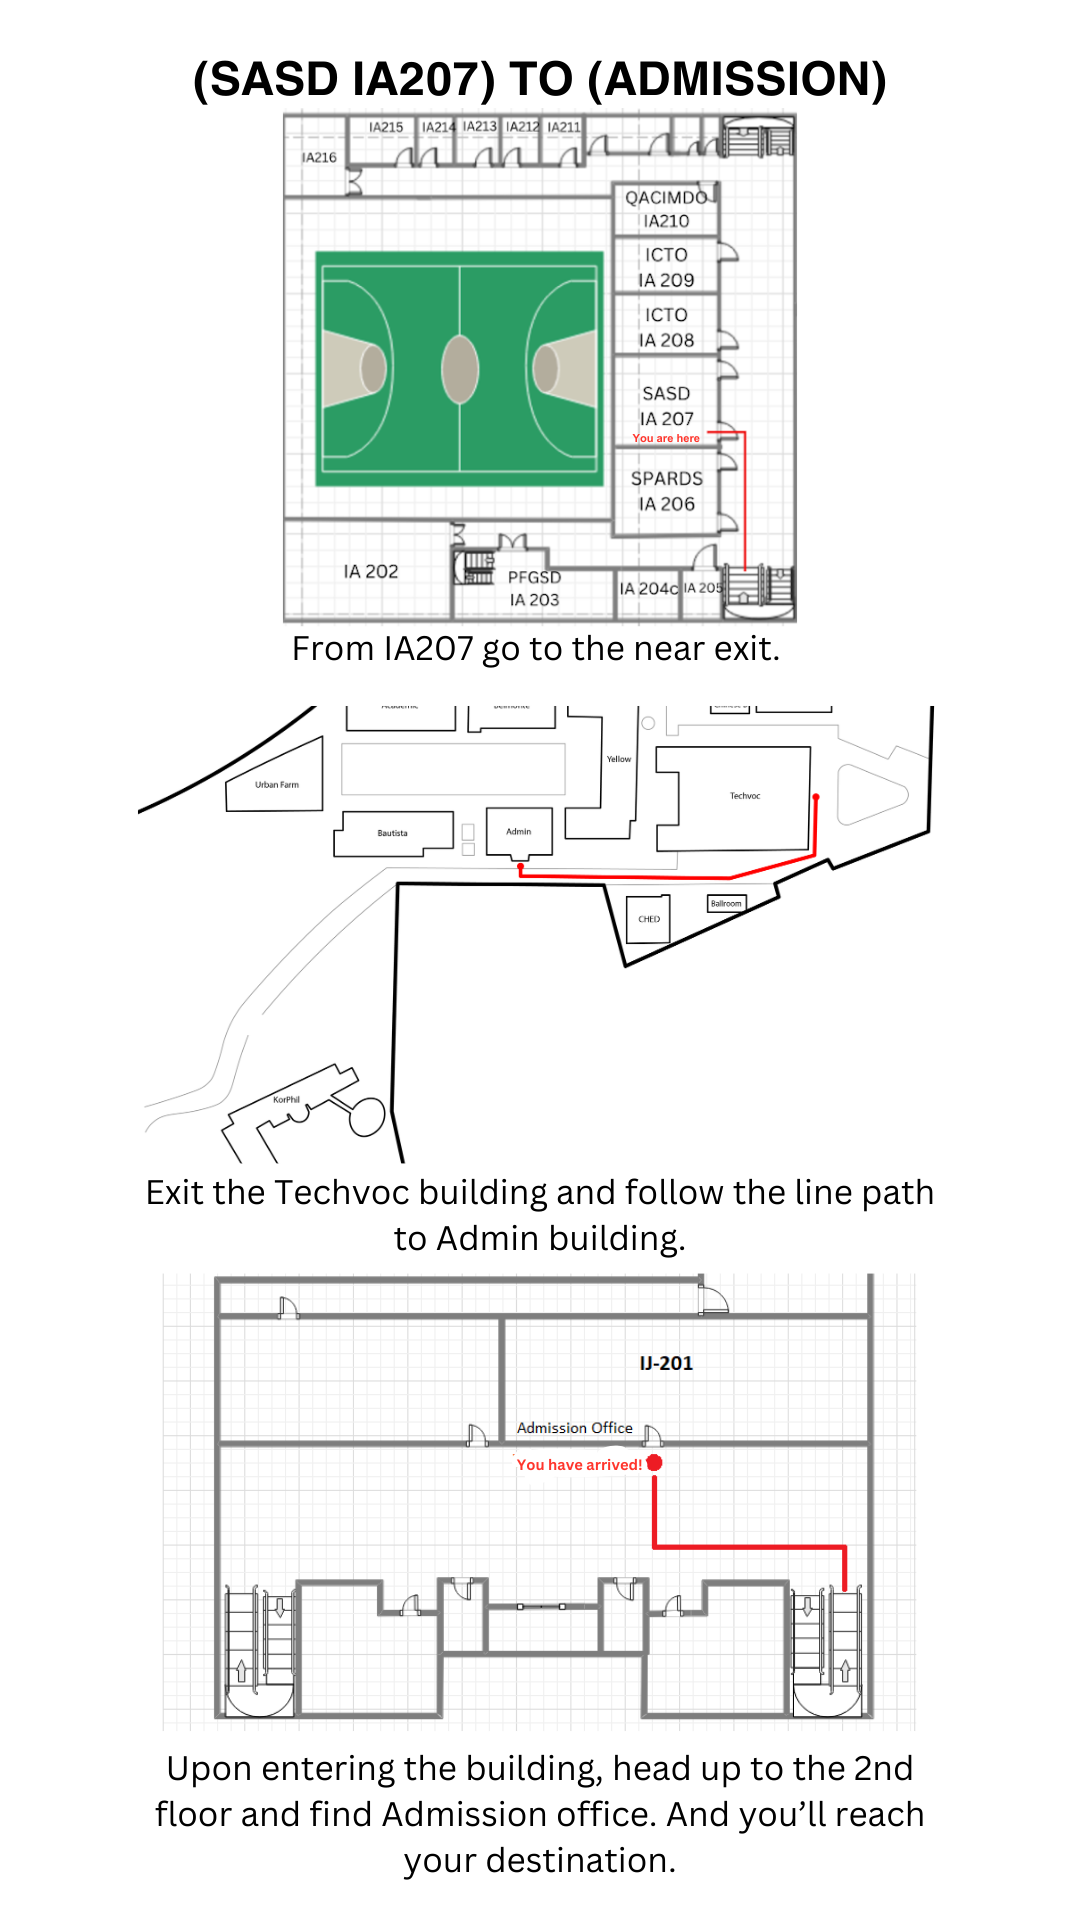 (SASD IA207) TO (ADMISSION)
IA215
IA214
IA213
IA212
IA211
IA216
QACIMDO
IA210
ICTO
IA 209
ICTO
IA 208
SASD
IA 207
You are here
SPARDS
IA 206
IA 202
PFGSD
IA 203
IA 204c
IA 205
From IA207 go to the near exit.
Academic
Belmonte
Yellow
Urban Farm
Techvoc
Bautista
Admin
CHED
Ballroom
KorPhil
Exit the Techvoc building and follow the line path
to Admin building.
IJ-201
Admission Office
You have arrived!
Upon entering the building, head up to the 2nd
floor and find Admission office. And you’ll reach
your destination.